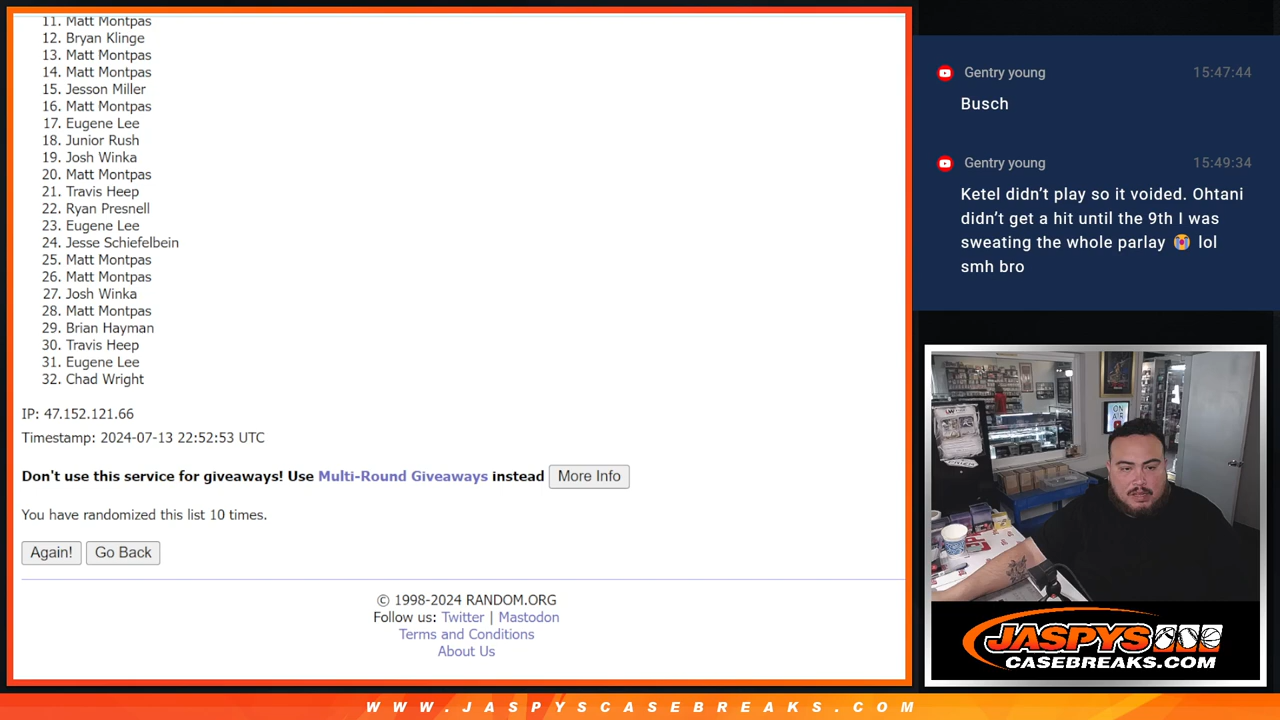 11. Matt Montpas
12. Bryan Klinge
13. Matt Montpas
14. Matt Montpas
15. Jesson Miller
16. Matt Montpas
17. Eugene Lee
18. Junior Rush
19. Josh Winka
20. Matt Montpas
21. Travis Heep
22. Ryan Presnell
23. Eugene Lee
24. Jesse Schiefelbein
25. Matt Montpas
26. Matt Montpas
27. Josh Winka
28. Matt Montpas
29. Brian Hayman
30. Travis Heep
31. Eugene Lee
32. Chad Wright
IP: 47.152.121.66
Timestamp: 2024-07-13 22:52:53 UTC
Don't use this service for giveaways! Use Multi-Round Giveaways instead More Info
You have randomized this list 10 times.
Again! Go Back
© 1998-2024 RANDOM.ORG
Follow us: Twitter | Mastodon
Terms and Conditions
About Us
Gentry young 15:47:44
Busch
Gentry young 15:49:34
Ketel didn’t play so it voided. Ohtani
didn’t get a hit until the 9th I was
sweating the whole parlay 😭 lol
smh bro
ON
AIR
JASPYS
CASEBREAKS.COM
WWW.JASPYSCASEBREAKS.COM